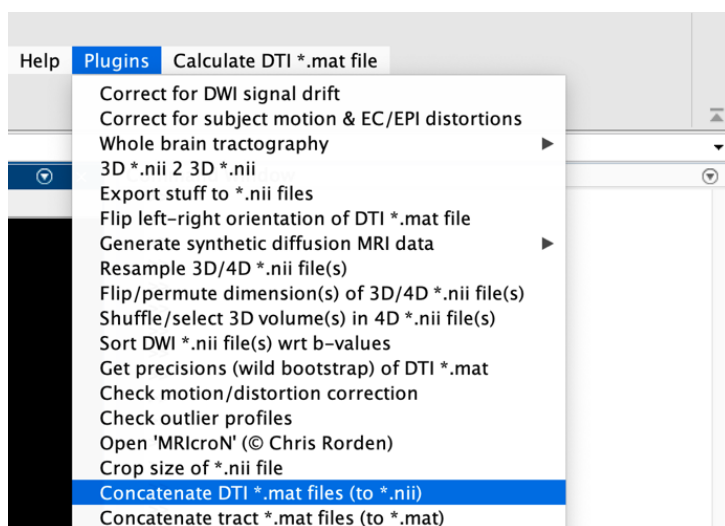 Help Plugins Calculate DTI *.mat file
Correct for DWI signal drift
Correct for subject motion & EC/EPI distortions
Whole brain tractography
3D *.nii 2 3D *.nii
Export stuff to *.nii files
Flip left-right orientation of DTI *.mat file
Generate synthetic diffusion MRI data
Resample 3D/4D *.nii file(s)
Flip/permute dimension(s) of 3D/4D *.nii file(s)
Shuffle/select 3D volume(s) in 4D *.nii file(s)
Sort DWI *.nii file(s) wrt b-values
Get precisions (wild bootstrap) of DTI *.mat
Check motion/distortion correction
Check outlier profiles
Open 'MRIcroN' (© Chris Rorden)
Crop size of *.nii file
Concatenate DTI *.mat files (to *.nii)
Concatenate tract *.mat files (to *.mat)